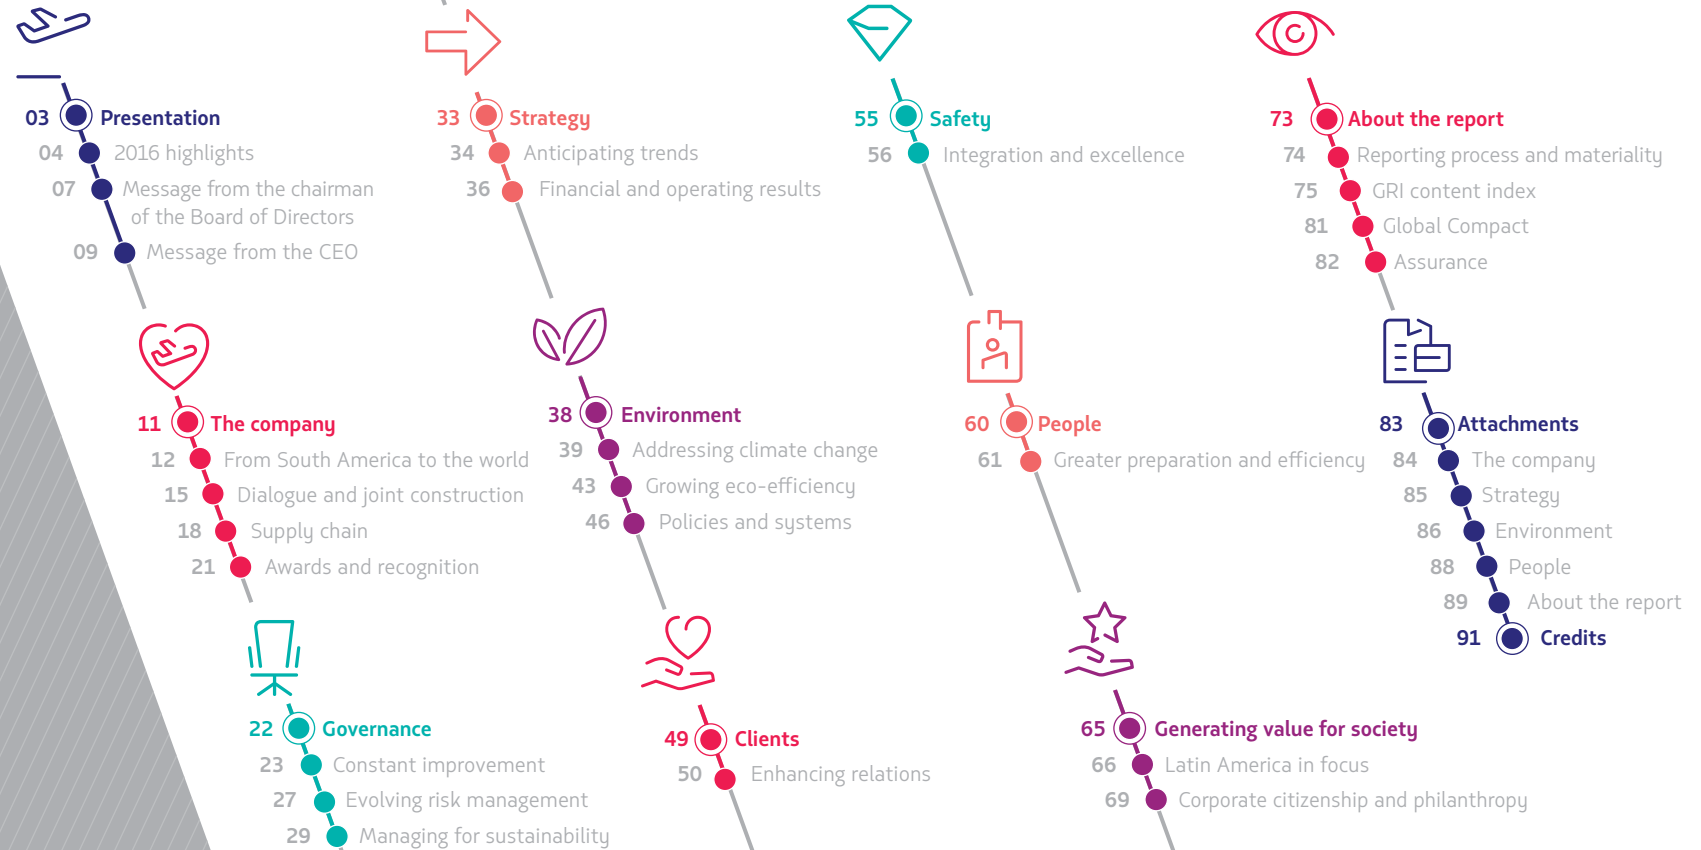 03 Presentation
04 2016 highlights
07 Message from the chairman
of the Board of Directors
09 Message from the CEO
11 The company
12 From South America to the world
15 Dialogue and joint construction
18 Supply chain
21 Awards and recognition
22 Governance
23 Constant improvement
27 Evolving risk management
29 Managing for sustainability
33 Strategy
34 Anticipating trends
36 Financial and operating results
38 Environment
39 Addressing climate change
43 Growing eco-efficiency
46 Policies and systems
49 Clients
50 Enhancing relations
55 Safety
56 Integration and excellence
60 People
61 Greater preparation and efficiency
65 Generating value for society
66 Latin America in focus
69 Corporate citizenship and philanthropy
73 About the report
74 Reporting process and materiality
75 GRI content index
81 Global Compact
82 Assurance
83 Attachments
84 The company
85 Strategy
86 Environment
88 People
89 About the report
91 Credits